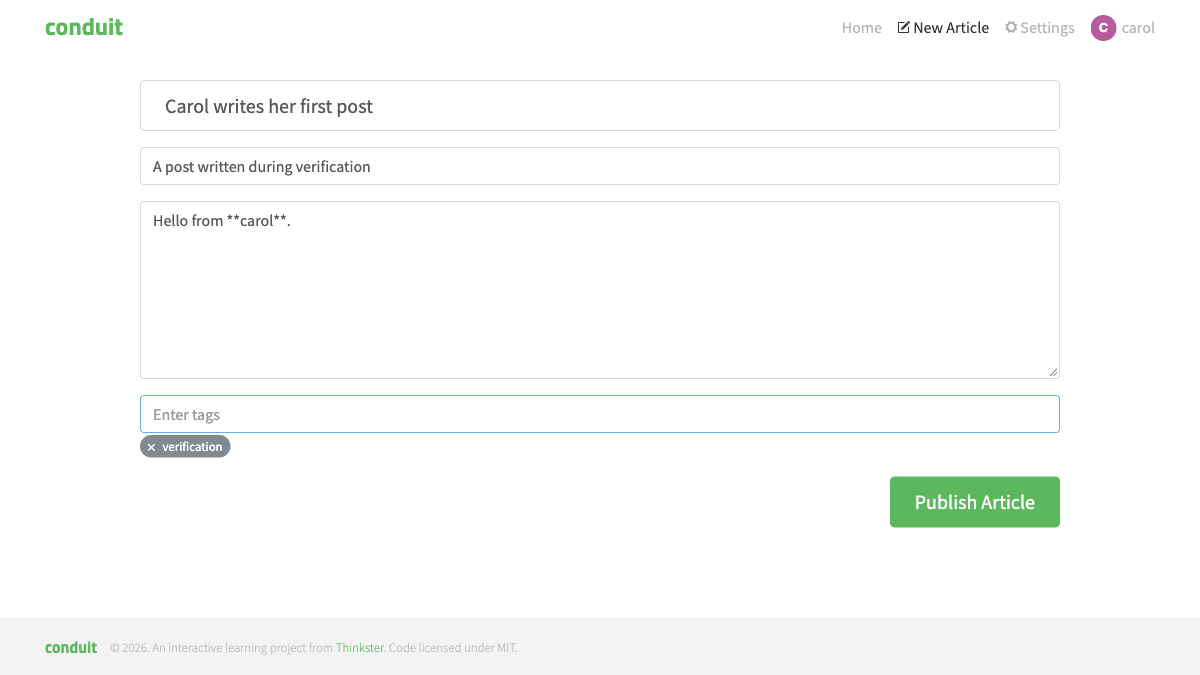 conduit
Home New Article Settings C carol
Carol writes her first post
A post written during verification
Hello from **carol**.
Enter tags
× verification
Publish Article
conduit © 2026. An interactive learning project from Thinkster. Code licensed under MIT.